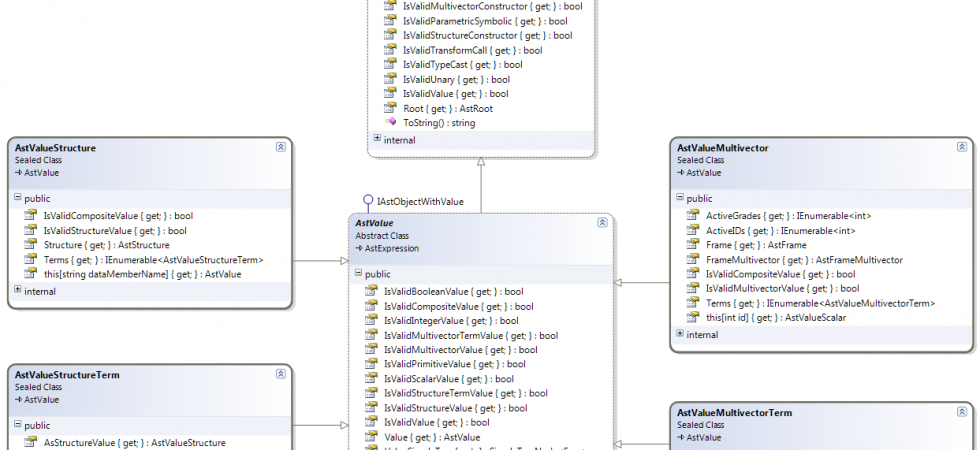 IsValidMultivectorConstructor { get; } : bool
IsValidParametricSymbolic { get; } : bool
IsValidStructureConstructor { get; } : bool
IsValidTransformCall { get; } : bool
IsValidTypeCast { get; } : bool
IsValidUnary { get; } : bool
IsValidValue { get; } : bool
Root { get; } : AstRoot
ToString() : string
internal
AstValueStructure
Sealed Class
AstValue
public
IsValidCompositeValue { get; } : bool
IsValidStructureValue { get; } : bool
Structure { get; } : AstStructure
Terms { get; } : IEnumerable<AstValueStructureTerm>
this[string dataMemberName] { get; } : AstValue
internal
AstValueStructureTerm
Sealed Class
AstValue
public
AsStructureValue { get; } : AstValueStructure
IAstObjectWithValue
AstValue
Abstract Class
AstExpression
public
IsValidBooleanValue { get; } : bool
IsValidCompositeValue { get; } : bool
IsValidIntegerValue { get; } : bool
IsValidMultivectorTermValue { get; } : bool
IsValidMultivectorValue { get; } : bool
IsValidPrimitiveValue { get; } : bool
IsValidScalarValue { get; } : bool
IsValidStructureTermValue { get; } : bool
IsValidStructureValue { get; } : bool
IsValidValue { get; } : bool
Value { get; } : AstValue
AstValueMultivector
Sealed Class
AstValue
public
ActiveGrades { get; } : IEnumerable<int>
ActiveIDs { get; } : IEnumerable<int>
Frame { get; } : AstFrame
FrameMultivector { get; } : AstFrameMultivector
IsValidCompositeValue { get; } : bool
IsValidMultivectorValue { get; } : bool
Terms { get; } : IEnumerable<AstValueMultivectorTerm>
this[int id] { get; } : AstValueScalar
internal
AstValueMultivectorTerm
Sealed Class
AstValue